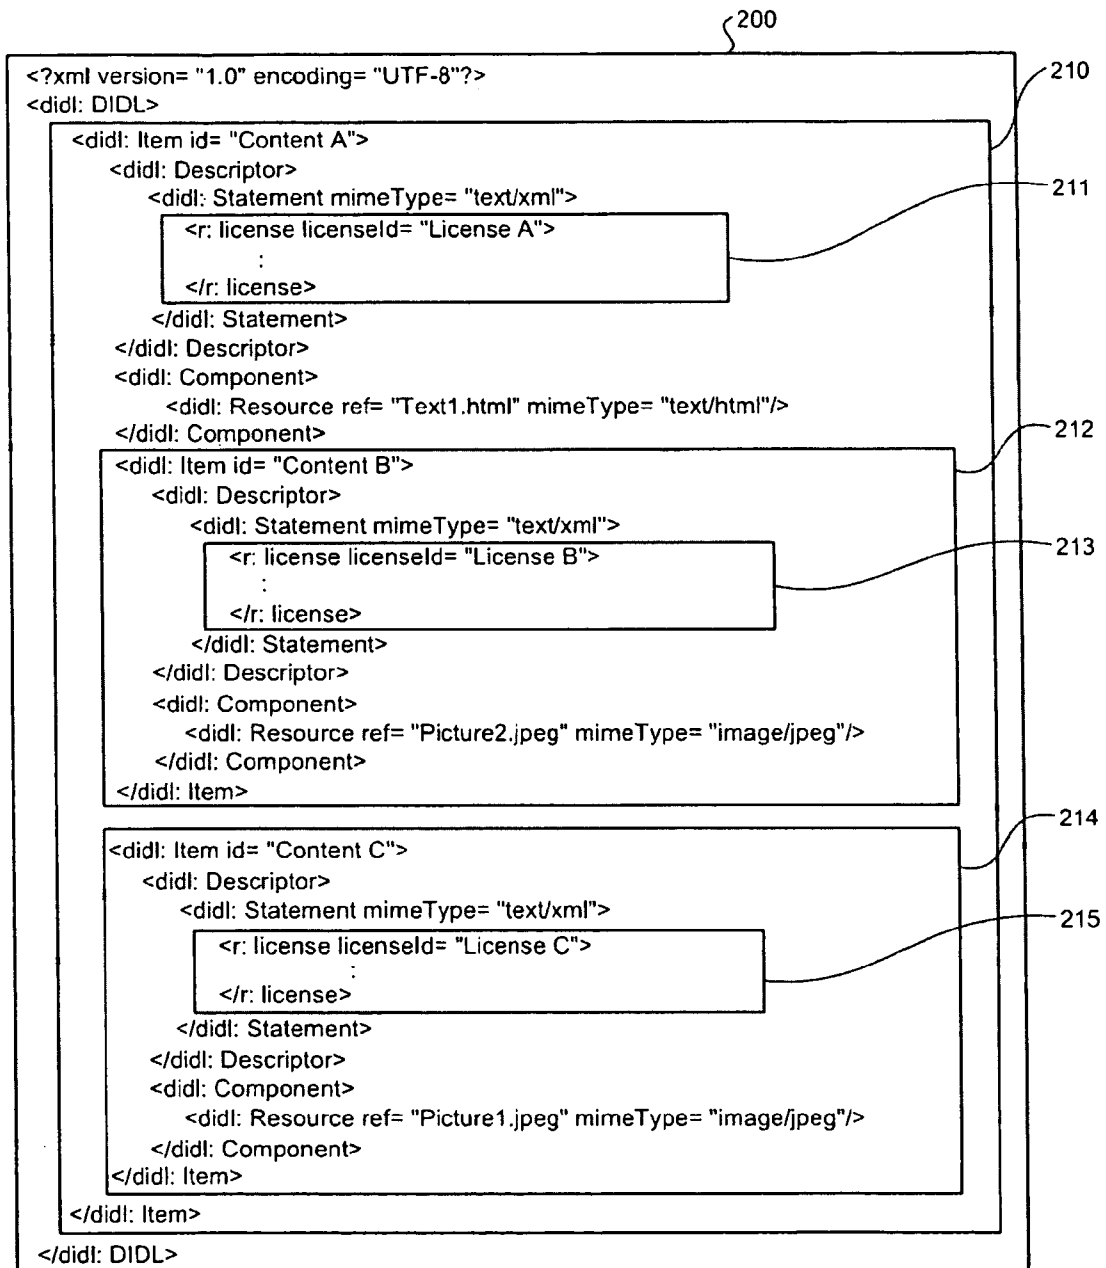 200
<?xml version= "1.0" encoding= "UTF-8"?>
210
<didl: DIDL>
<didl: Item id= "Content A">
<didl: Descriptor>
<didl: Statement mimeType= "text/xml">
211
<r: license licenseId= "License A">
:
</r: license>
</didl: Statement>
</didl: Descriptor>
<didl: Component>
<didl: Resource ref= "Text1.html" mimeType= "text/html"/>
</didl: Component>
212
<didl: Item id= "Content B">
<didl: Descriptor>
<didl: Statement mimeType= "text/xml">
<r: license licenseId= "License B">
213
:
</r: license>
</didl: Statement>
</didl: Descriptor>
<didl: Component>
<didl: Resource ref= "Picture2.jpeg" mimeType= "image/jpeg"/>
</didl: Component>
</didl: Item>
214
<didl: Item id= "Content C">
<didl: Descriptor>
<didl: Statement mimeType= "text/xml">
215
<r: license licenseId= "License C">
:
</r: license>
</didl: Statement>
</didl: Descriptor>
<didl: Component>
<didl: Resource ref= "Picture1.jpeg" mimeType= "image/jpeg"/>
</didl: Component>
</didl: Item>
</didl: Item>
</didl: DIDL>